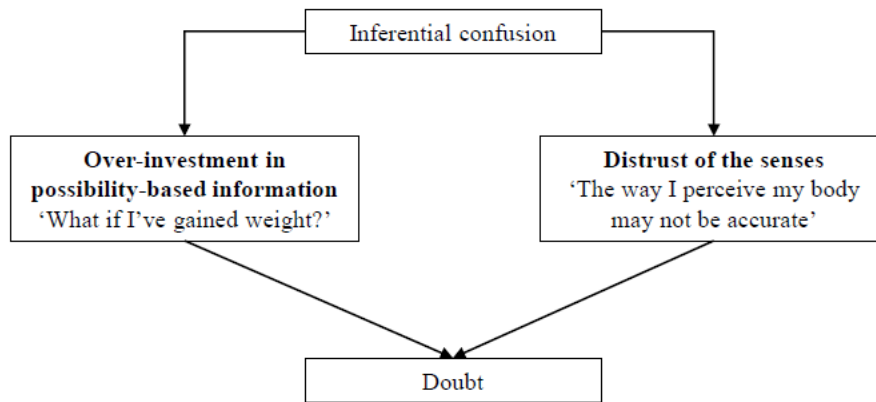 Inferential confusion
Over-investment in
possibility-based information
‘What if I’ve gained weight?’
Distrust of the senses
‘The way I perceive my body
may not be accurate’
Doubt